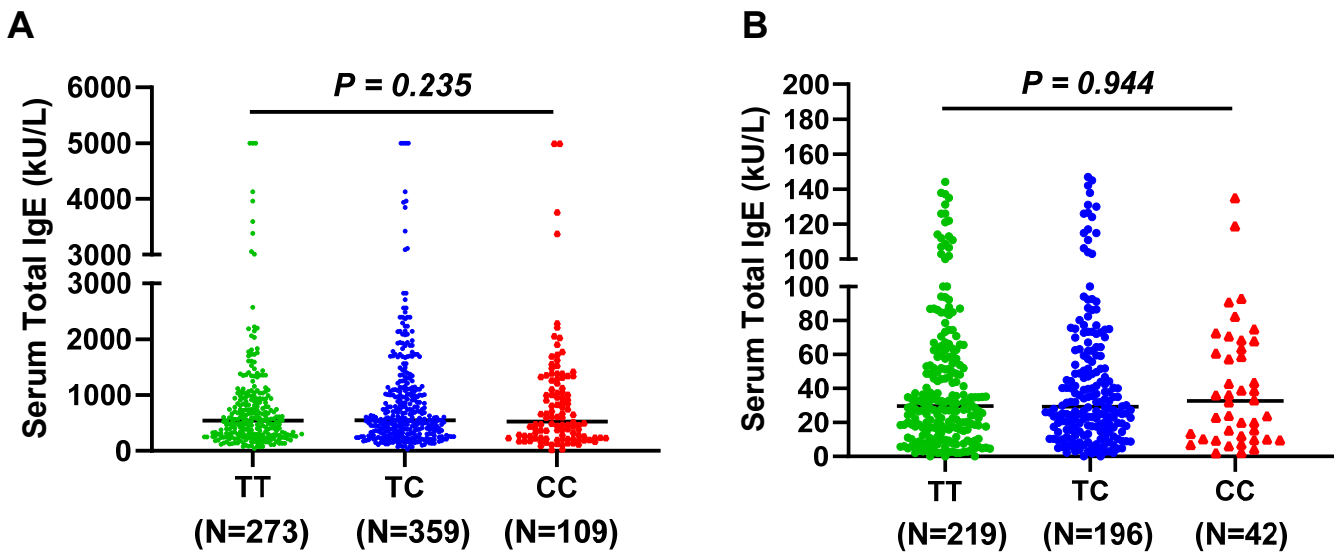 A
Serum Total IgE (kU/L)
P = 0.235
6000
5000
4000
3000
3000
2000
1000
0
TT
TC
CC
(N=273)
(N=359)
(N=109)
B
Serum Total IgE (kU/L)
P = 0.944
200
180
160
140
120
100
100
80
60
40
20
0
TT
TC
CC
(N=219)
(N=196)
(N=42)